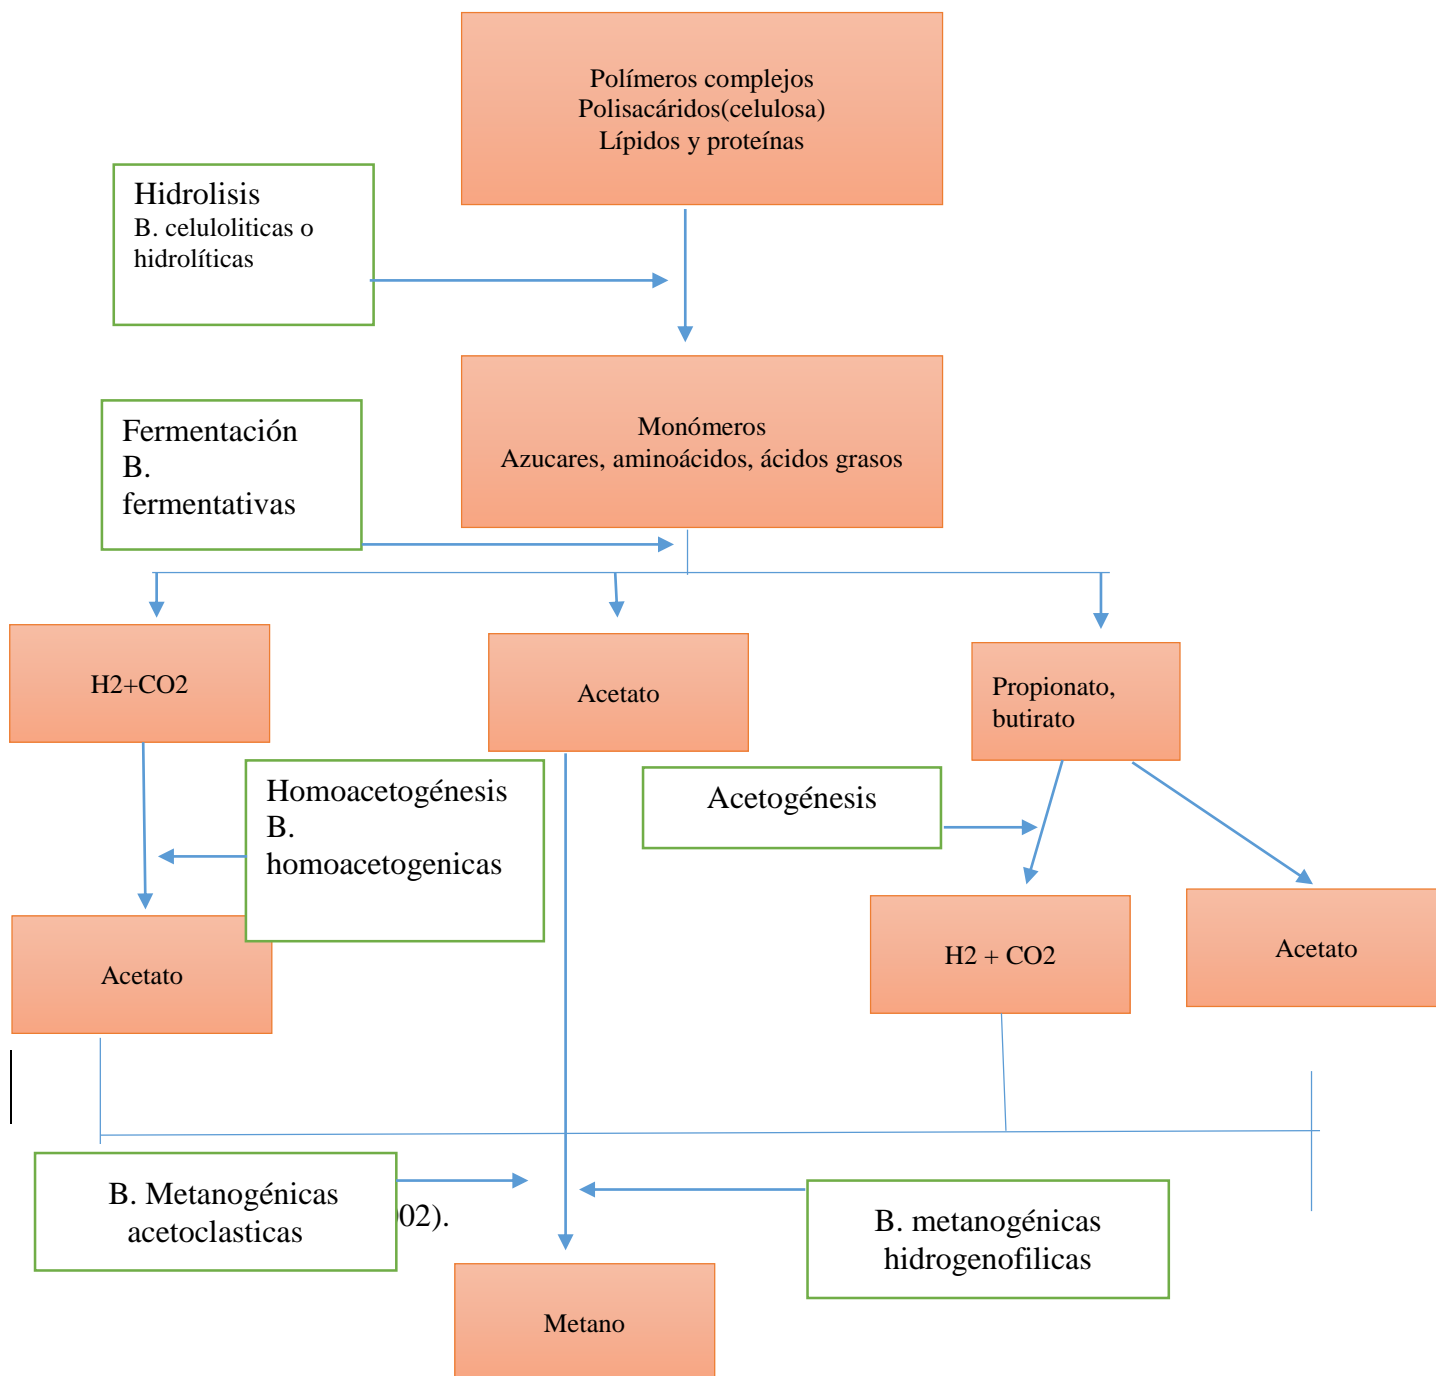 Polímeros complejos
Polisacáridos(celulosa)
Lípidos y proteínas
Hidrolisis
B. celuloliticas o
hidrolíticas
Monómeros
Azucares, aminoácidos, ácidos grasos
Fermentación
B.
fermentativas
H2+CO2
Acetato
Propionato,
butirato
Homoacetogénesis
B.
homoacetogenicas
Acetogénesis
Acetato
H2 + CO2
Acetato
B. Metanogénicas
acetoclasticas
02).
B. metanogénicas
hidrogenofilicas
Metano